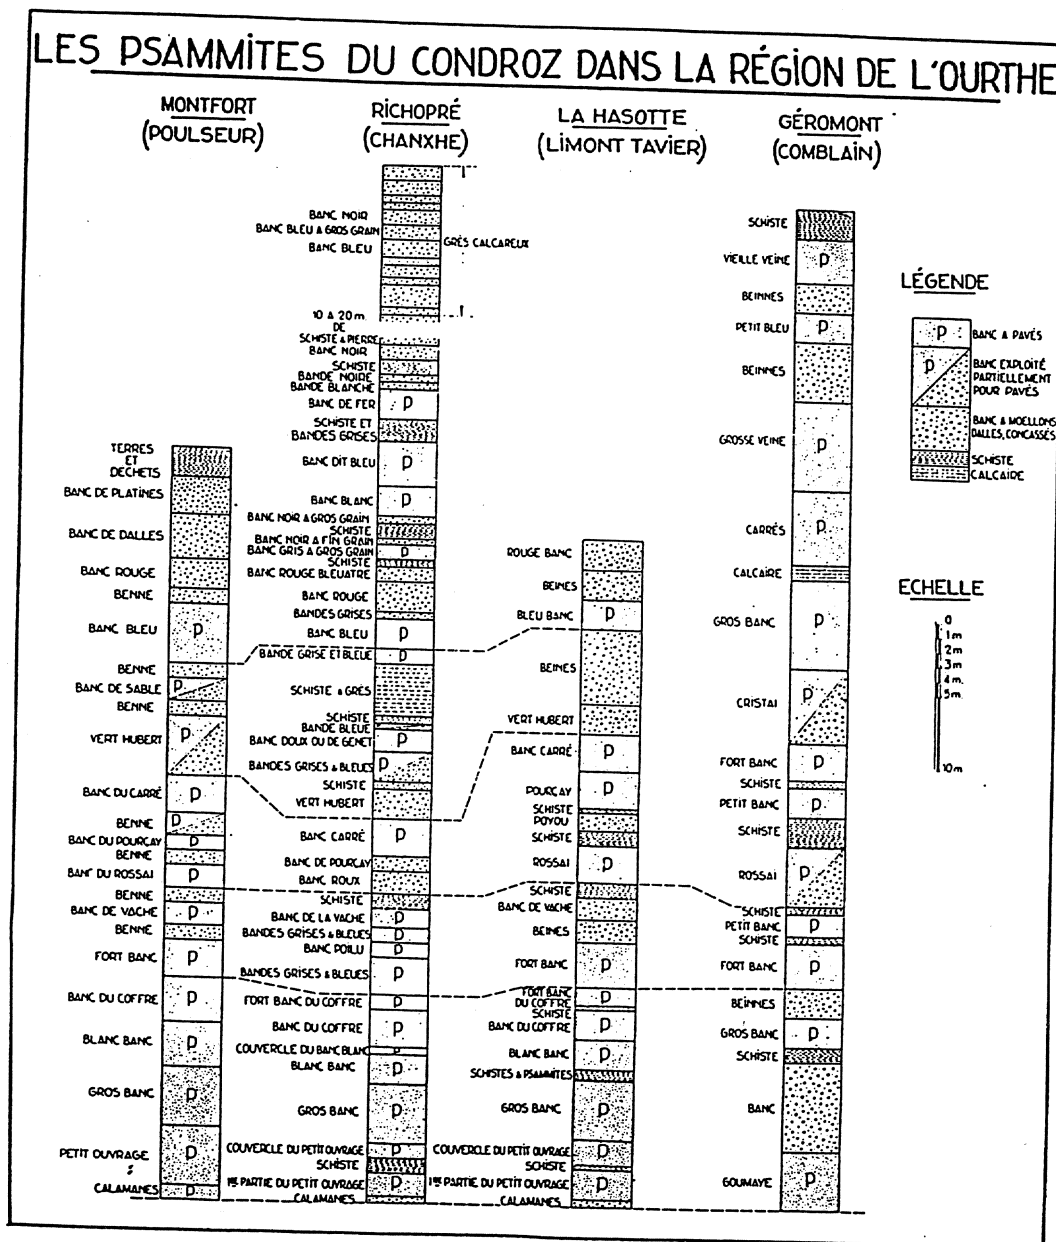 LES PSAMMITES DU CONDROZ DANS LA RÉGION DE L'OURTHE
MONTFORT
(POULSEUR)
TERRES
ET
DECHETS
BANC DE PLATINES
BANC DE DALLES
BANC ROUGE
BENNE
BANC BLEU
P
BENNE
BANC DE SABLE
P
BENNE
VERT HUBERT
P
BANC DU CARRÉ
P
BENNE
P
BANC DU POURÇAY
P
BENNE
BANC DU ROSSAI
P
BENNE
BANC DE VACHE
P
BENNE
FORT BANC
P
BANC DU COFFRE
P
BLANC BANC
P
GROS BANC
P
PETIT OUVRAGE
P
CALAMANES
P
RICHOPRÉ
(CHANXHE)
BANC NOIR
BANC BLEU A GROS GRAIN
BANC BLEU
GRÈS CALCAREUX
10 A 20 m.
DE
SCHISTE & PIERRE
BANC NOIR
SCHISTE
BANDE NOIRE
BANDE BLANCHE
BANC DE FER
P
SCHISTE ET
BANDES GRISES
BANC DIT BLEU
P
BANC BLANC
P
BANC NOIR A GROS GRAIN
SCHISTE
BANC NOIR A FIN GRAIN
BANC GRIS A GROS GRAIN
P
SCHISTE
BANC ROUGE BLEUATRE
BANC ROUGE
BANDES GRISES
BANC BLEU
P
BANDE GRISE ET BLEUE
P
SCHISTE & GRÈS
SCHISTE
BANDE BLEUE
BANC DOUX OU DE GENET
P
BANDES GRISES & BLEUES
P
SCHISTE
VERT HUBERT
BANC CARRÉ
P
BANC DE POURÇAY
BANC ROUX
SCHISTE
BANC DE LA VACHE
P
BANDES GRISES & BLEUES
P
BANC POILU
P
BANDES GRISES & BLEUES
P
FORT BANC DU COFFRE
P
BANC DU COFFRE
P
COUVERCLE DU BANC BLANC
P
BLANC BANC
P
GROS BANC
P
COUVERCLE DU PETIT OUVRAGE
P
SCHISTE
1re PARTIE DU PETIT OUVRAGE
P
CALAMANES
LA HASOTTE
(LIMONT TAVIER)
ROUGE BANC
BEINES
BLEU BANC
P
BEINES
VERT HUBERT
BANC CARRÉ
P
POURÇAY
P
SCHISTE
POYOU
SCHISTE
ROSSAI
P
SCHISTE
BANC DE VACHE
BEINES
FORT BANC
P
FORT BANC
DU COFFRE
P
SCHISTE
BANC DU COFFRE
P
BLANC BANC
P
SCHISTES & PSAMMITES
GROS BANC
P
COUVERCLE DU PETIT OUVRAGE
P
SCHISTE
1re PARTIE DU PETIT OUVRAGE
P
CALAMANES
GÉROMONT
(COMBLAIN)
SCHISTE
VIEILLE VEINE
P
BEINNES
PETIT BLEU
P
BEINNES
GROSSE VEINE
P
CARRÉS
P
CALCAIRE
GROS BANC
P
CRISTAI
P
FORT BANC
P
SCHISTE
PETIT BANC
P
SCHISTE
ROSSAI
P
SCHISTE
PETIT BANC
P
SCHISTE
FORT BANC
P
BEINNES
GROS BANC
P
SCHISTE
BANC
GOUMAYE
P
LÉGENDE
P
BANC A PAVÉS
P
BANC EXPLOITÉ
PARTIELLEMENT
POUR PAVÉS
BANC A MOELLONS
DALLES, CONCASSÉS
SCHISTE
CALCAIRE
ECHELLE
0
1m
2m
3m
4m.
5m.
10m